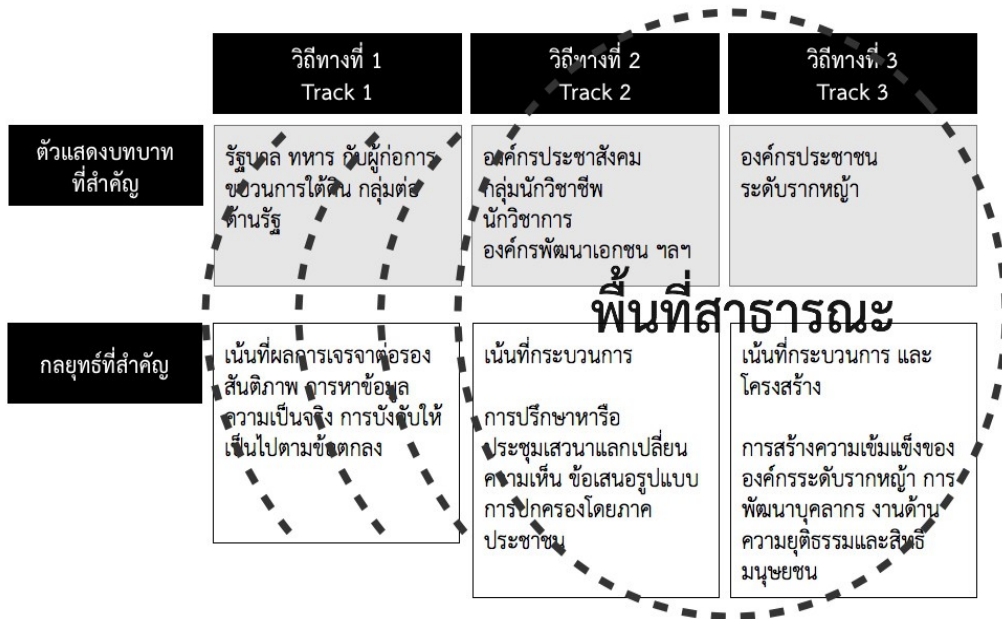 วิถีทางที่ 1
Track 1
วิถีทางที่ 2
Track 2
วิถีทางที่ 3
Track 3
ตัวแสดงบทบาท
ที่สำคัญ
รัฐบาล ทหาร กับผู้ก่อการ
ขบวนการใต้ดิน กลุ่มต่อ
ต้านรัฐ
องค์กรประชาสังคม
กลุ่มนักวิชาชีพ
นักวิชาการ
องค์กรพัฒนาเอกชน ฯลฯ
องค์กรประชาชน
ระดับรากหญ้า
พื้นที่สาธารณะ
กลยุทธ์ที่สำคัญ
เน้นที่ผลการเจรจาต่อรอง
สันติภาพ การหาข้อมูล
ความเป็นจริง การบังคับให้
เป็นไปตามข้อตกลง
เน้นที่กระบวนการ
การปรึกษาหารือ
ประชุมเสวนาแลกเปลี่ยน
ความเห็น ข้อเสนอรูปแบบ
การปกครองโดยภาค
ประชาชน
เน้นที่กระบวนการ และ
โครงสร้าง
การสร้างความเข้มแข็งของ
องค์กรระดับรากหญ้า การ
พัฒนาบุคลากร งานด้าน
ความยุติธรรมและสิทธิ
มนุษยชน